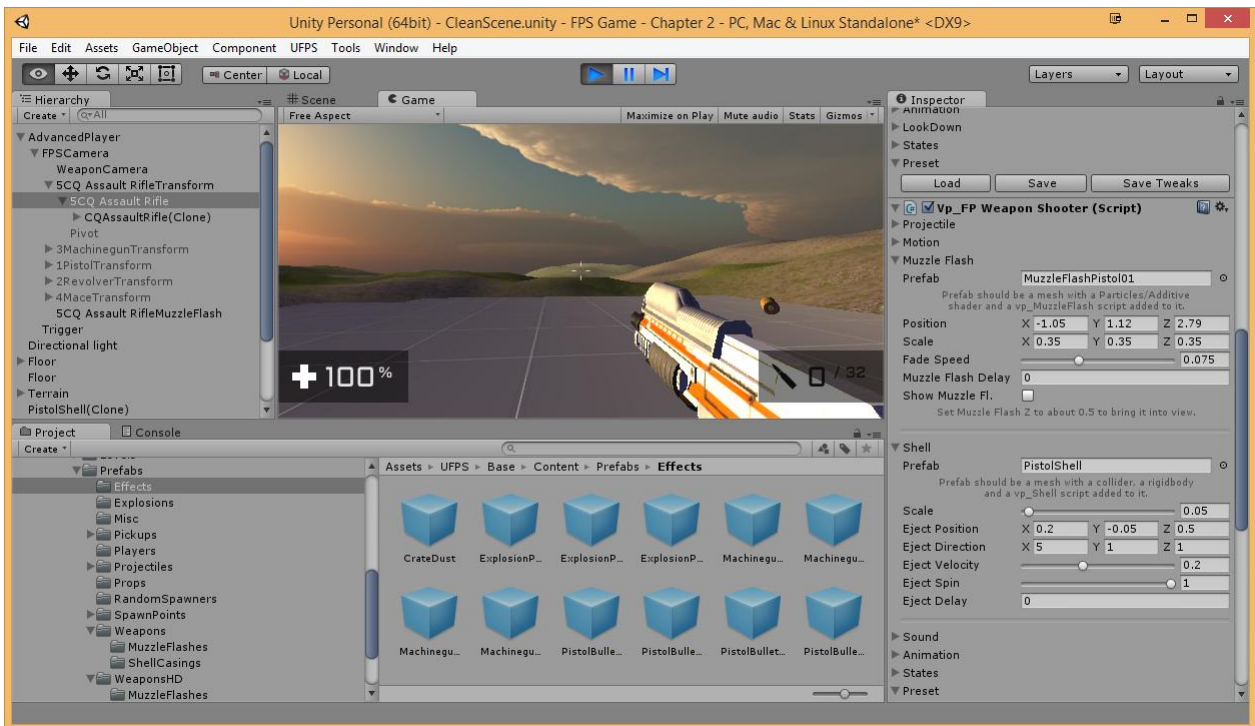 Unity Personal (64bit) - CleanScene.unity - FPS Game - Chapter 2 - PC, Mac & Linux Standalone* <DX9>
File Edit Assets GameObject Component UFPS Tools Window Help
Center Local Layers Layout
Hierarchy
Create All
AdvancedPlayer
FPSCamera
WeaponCamera
5CQ Assault RifleTransform
5CQ Assault Rifle
CQAssaultRifle(Clone)
Pivot
3MachinegunTransform
1PistolTransform
2RevolverTransform
4MaceTransform
5CQ Assault RifleMuzzleFlash
Trigger
Directional light
Floor
Floor
Terrain
PistolShell(Clone)
Scene Game
Free Aspect Maximize on Play Mute audio Stats Gizmos
100%
0 / 32
Project Console
Create
Prefabs
Effects
Explosions
Misc
Pickups
Players
Projectiles
Props
RandomSpawners
SpawnPoints
Weapons
MuzzleFlashes
ShellCasings
WeaponsHD
MuzzleFlashes
Assets UFPS Base Content Prefabs Effects
CrateDust ExplosionP... ExplosionP... ExplosionP... Machinegu... Machinegu...
Machinegu... Machinegu... PistolBulle... PistolBulle... PistolBullet... PistolBulle...
Inspector
Animation
LookDown
States
Preset
Load Save Save Tweaks
Vp_FP Weapon Shooter (Script)
Projectile
Motion
Muzzle Flash
Prefab MuzzleFlashPistol01
Prefab should be a mesh with a Particles/Additive
shader and a vp_MuzzleFlash script added to it.
Position X -1.05 Y 1.12 Z 2.79
Scale X 0.35 Y 0.35 Z 0.35
Fade Speed 0.075
Muzzle Flash Delay 0
Show Muzzle Fl.
Set Muzzle Flash Z to about 0.5 to bring it into view.
Shell
Prefab PistolShell
Prefab should be a mesh with a collider, a rigidbody
and a vp_Shell script added to it.
Scale 0.05
Eject Position X 0.2 Y -0.05 Z 0.5
Eject Direction X 5 Y 1 Z 1
Eject Velocity 0.2
Eject Spin 1
Eject Delay 0
Sound
Animation
States
Preset